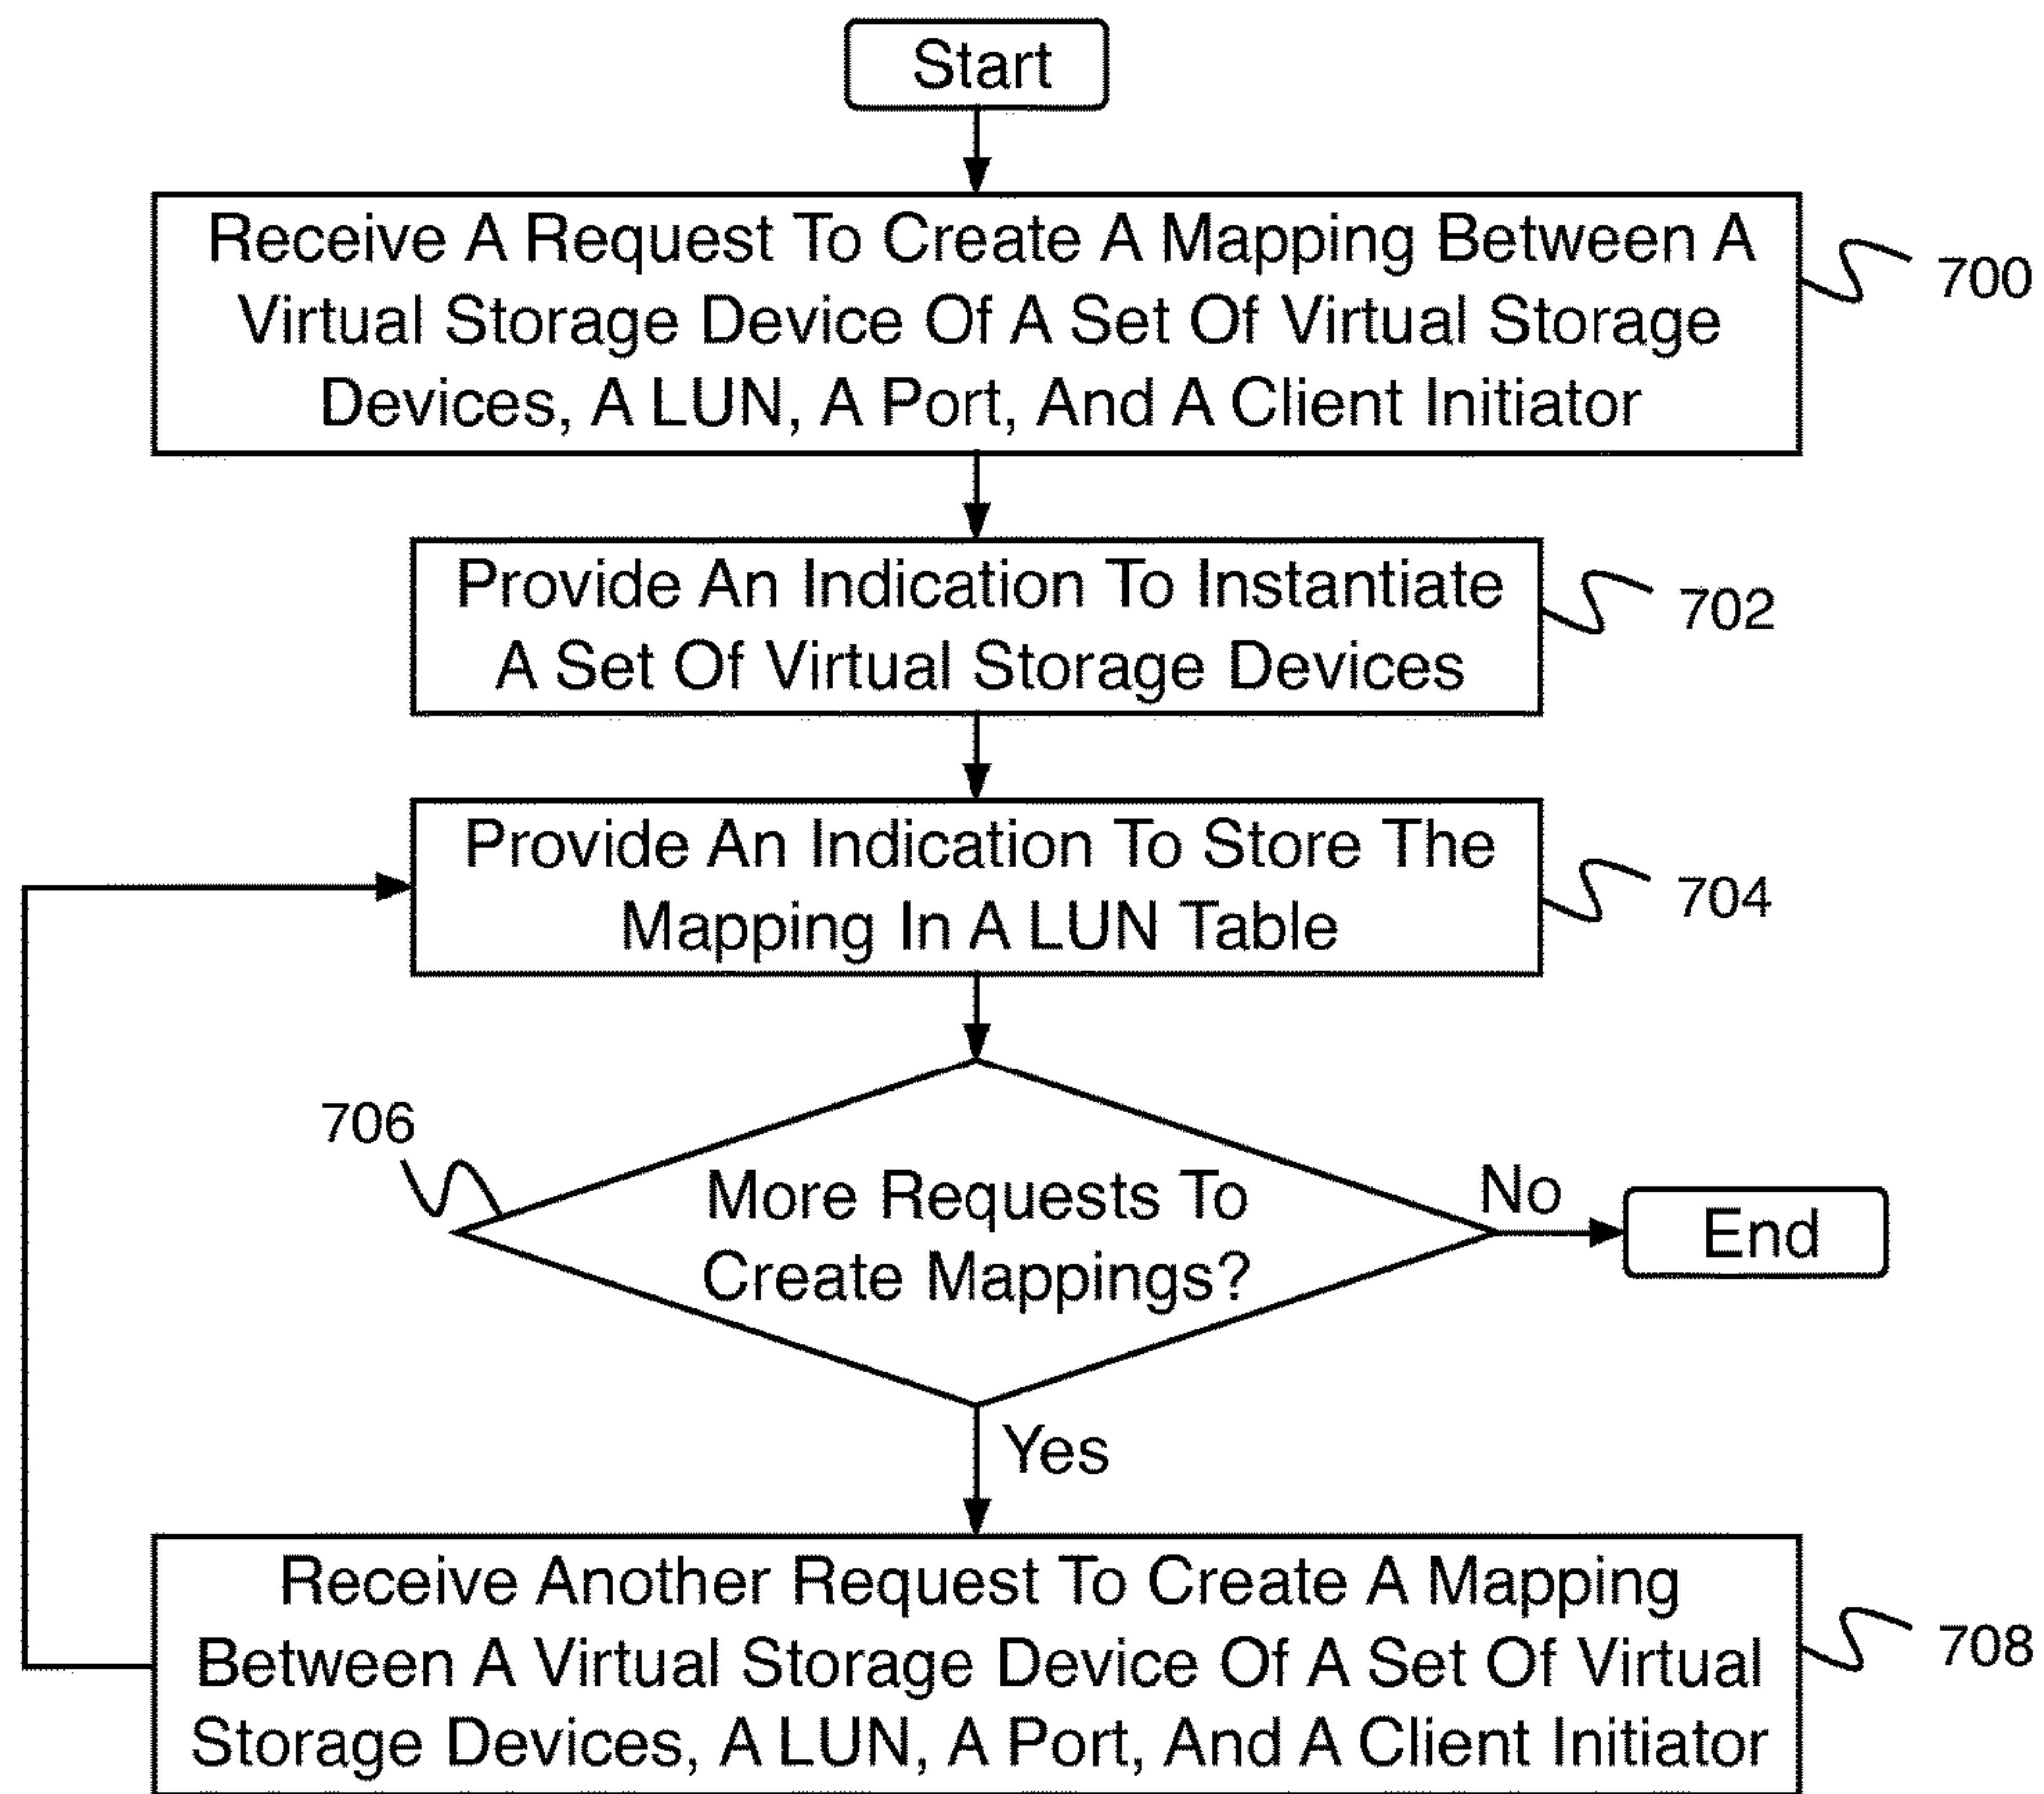 Start
Receive A Request To Create A Mapping Between A
Virtual Storage Device Of A Set Of Virtual Storage
Devices, A LUN, A Port, And A Client Initiator
700
Provide An Indication To Instantiate
A Set Of Virtual Storage Devices
702
Provide An Indication To Store The
Mapping In A LUN Table
704
706
More Requests To
Create Mappings?
No
End
Yes
Receive Another Request To Create A Mapping
Between A Virtual Storage Device Of A Set Of Virtual
Storage Devices, A LUN, A Port, And A Client Initiator
708